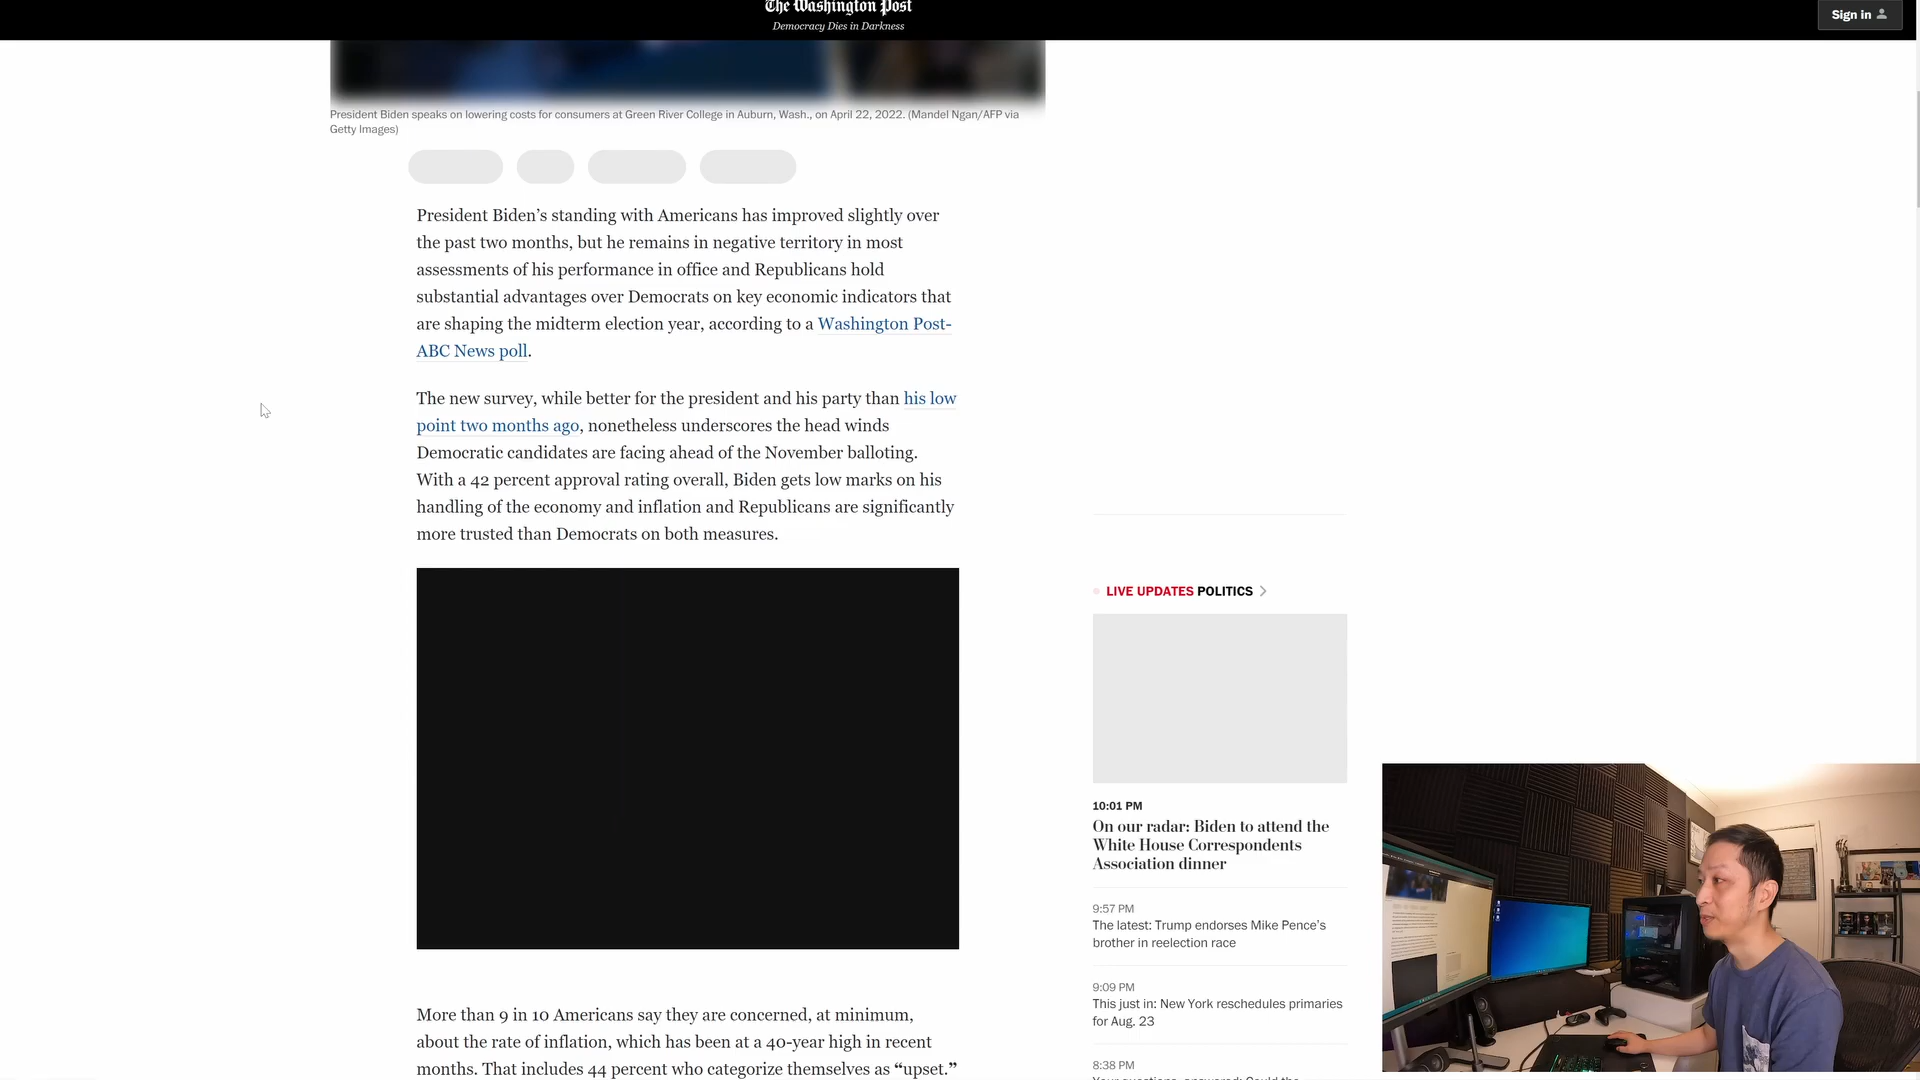 The Washington Post
Democracy Dies in Darkness
Sign in
President Biden speaks on lowering costs for consumers at Green River College in Auburn, Wash., on April 22, 2022. (Mandel Ngan/AFP via
Getty Images)
President Biden’s standing with Americans has improved slightly over
the past two months, but he remains in negative territory in most
assessments of his performance in office and Republicans hold
substantial advantages over Democrats on key economic indicators that
are shaping the midterm election year, according to a Washington Post-
ABC News poll.
The new survey, while better for the president and his party than his low
point two months ago, nonetheless underscores the head winds
Democratic candidates are facing ahead of the November balloting.
With a 42 percent approval rating overall, Biden gets low marks on his
handling of the economy and inflation and Republicans are significantly
more trusted than Democrats on both measures.
More than 9 in 10 Americans say they are concerned, at minimum,
about the rate of inflation, which has been at a 40-year high in recent
months. That includes 44 percent who categorize themselves as “upset.”
LIVE UPDATES POLITICS
10:01 PM
On our radar: Biden to attend the
White House Correspondents
Association dinner
9:57 PM
The latest: Trump endorses Mike Pence’s
brother in reelection race
9:09 PM
This just in: New York reschedules primaries
for Aug. 23
8:38 PM